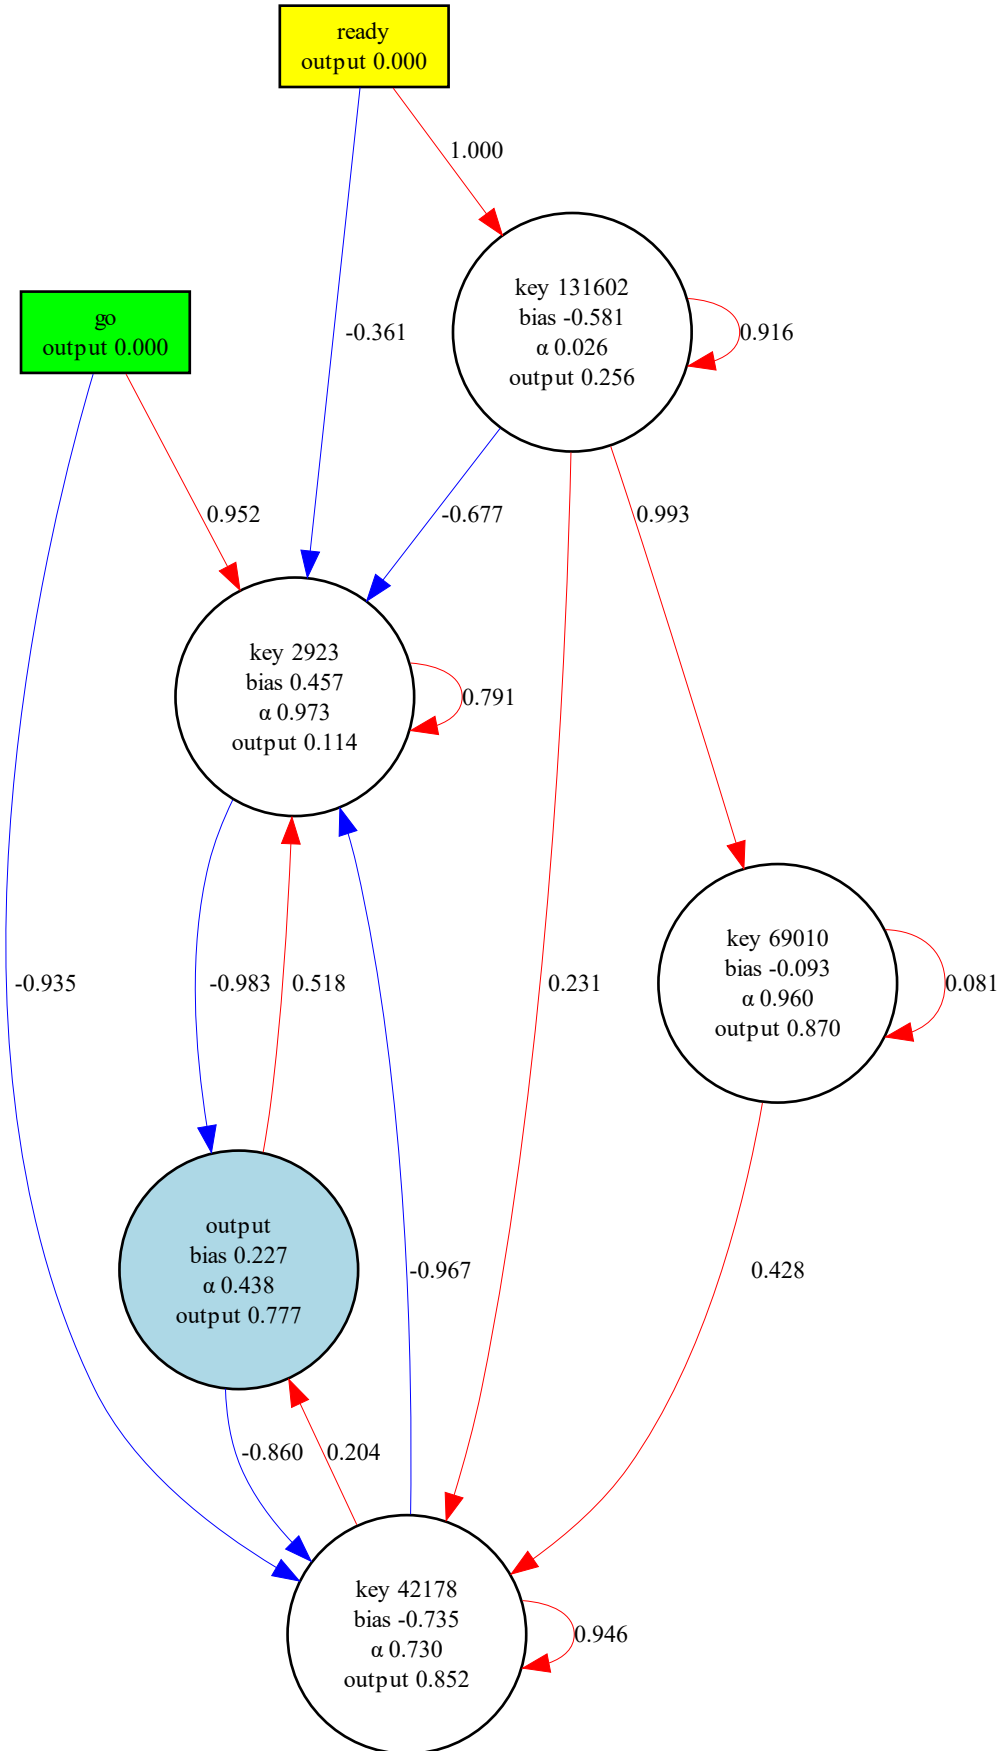 ready
output 0.000
1.000
key 131602
bias -0.581
α 0.026
output 0.256
0.916
go
output 0.000
-0.361
0.952
-0.677
0.993
key 2923
bias 0.457
α 0.973
output 0.114
0.791
key 69010
bias -0.093
α 0.960
output 0.870
0.081
-0.935
-0.983
0.518
0.231
output
bias 0.227
α 0.438
output 0.777
-0.967
0.428
-0.860
0.204
key 42178
bias -0.735
α 0.730
output 0.852
0.946